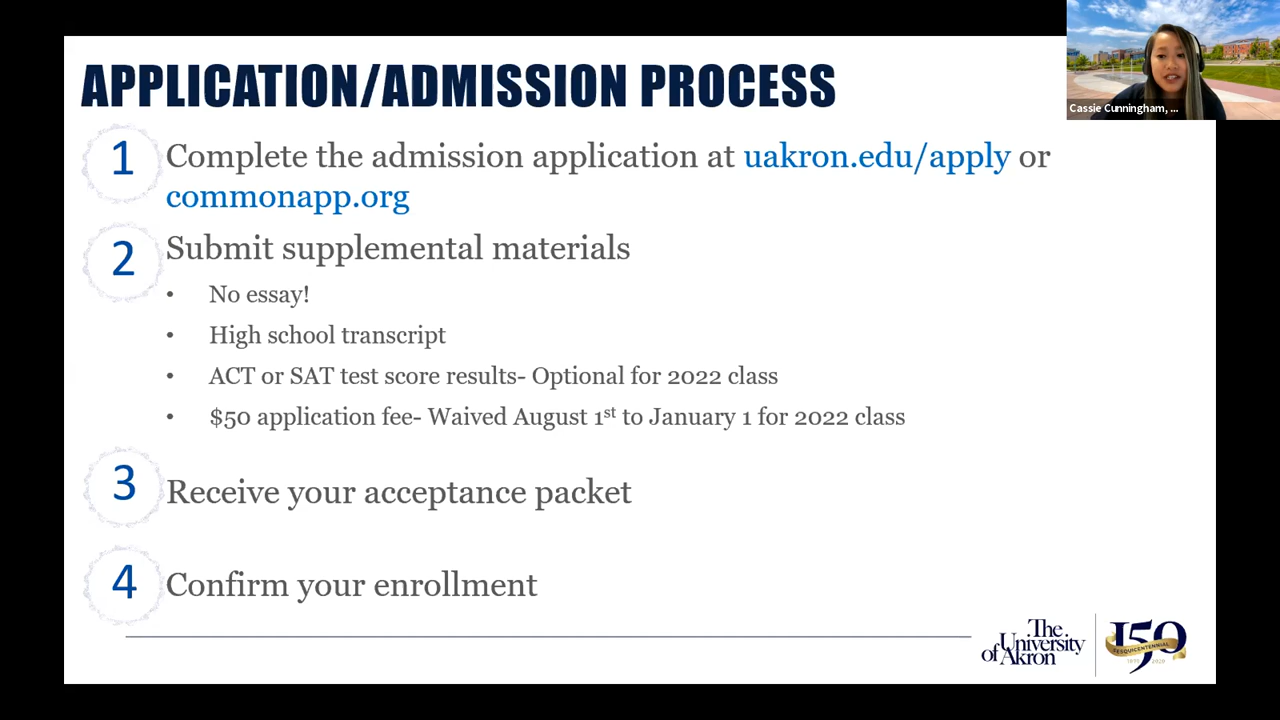 APPLICATION/ADMISSION PROCESS
Cassie Cunningham, ...
1
Complete the admission application at uakron.edu/apply or
commonapp.org
2
Submit supplemental materials
• No essay!
• High school transcript
• ACT or SAT test score results- Optional for 2022 class
• $50 application fee- Waived August 1st to January 1 for 2022 class
3
Receive your acceptance packet
4
Confirm your enrollment
The
University
of Akron
150
SESQUICENTENNIAL
1870 2020